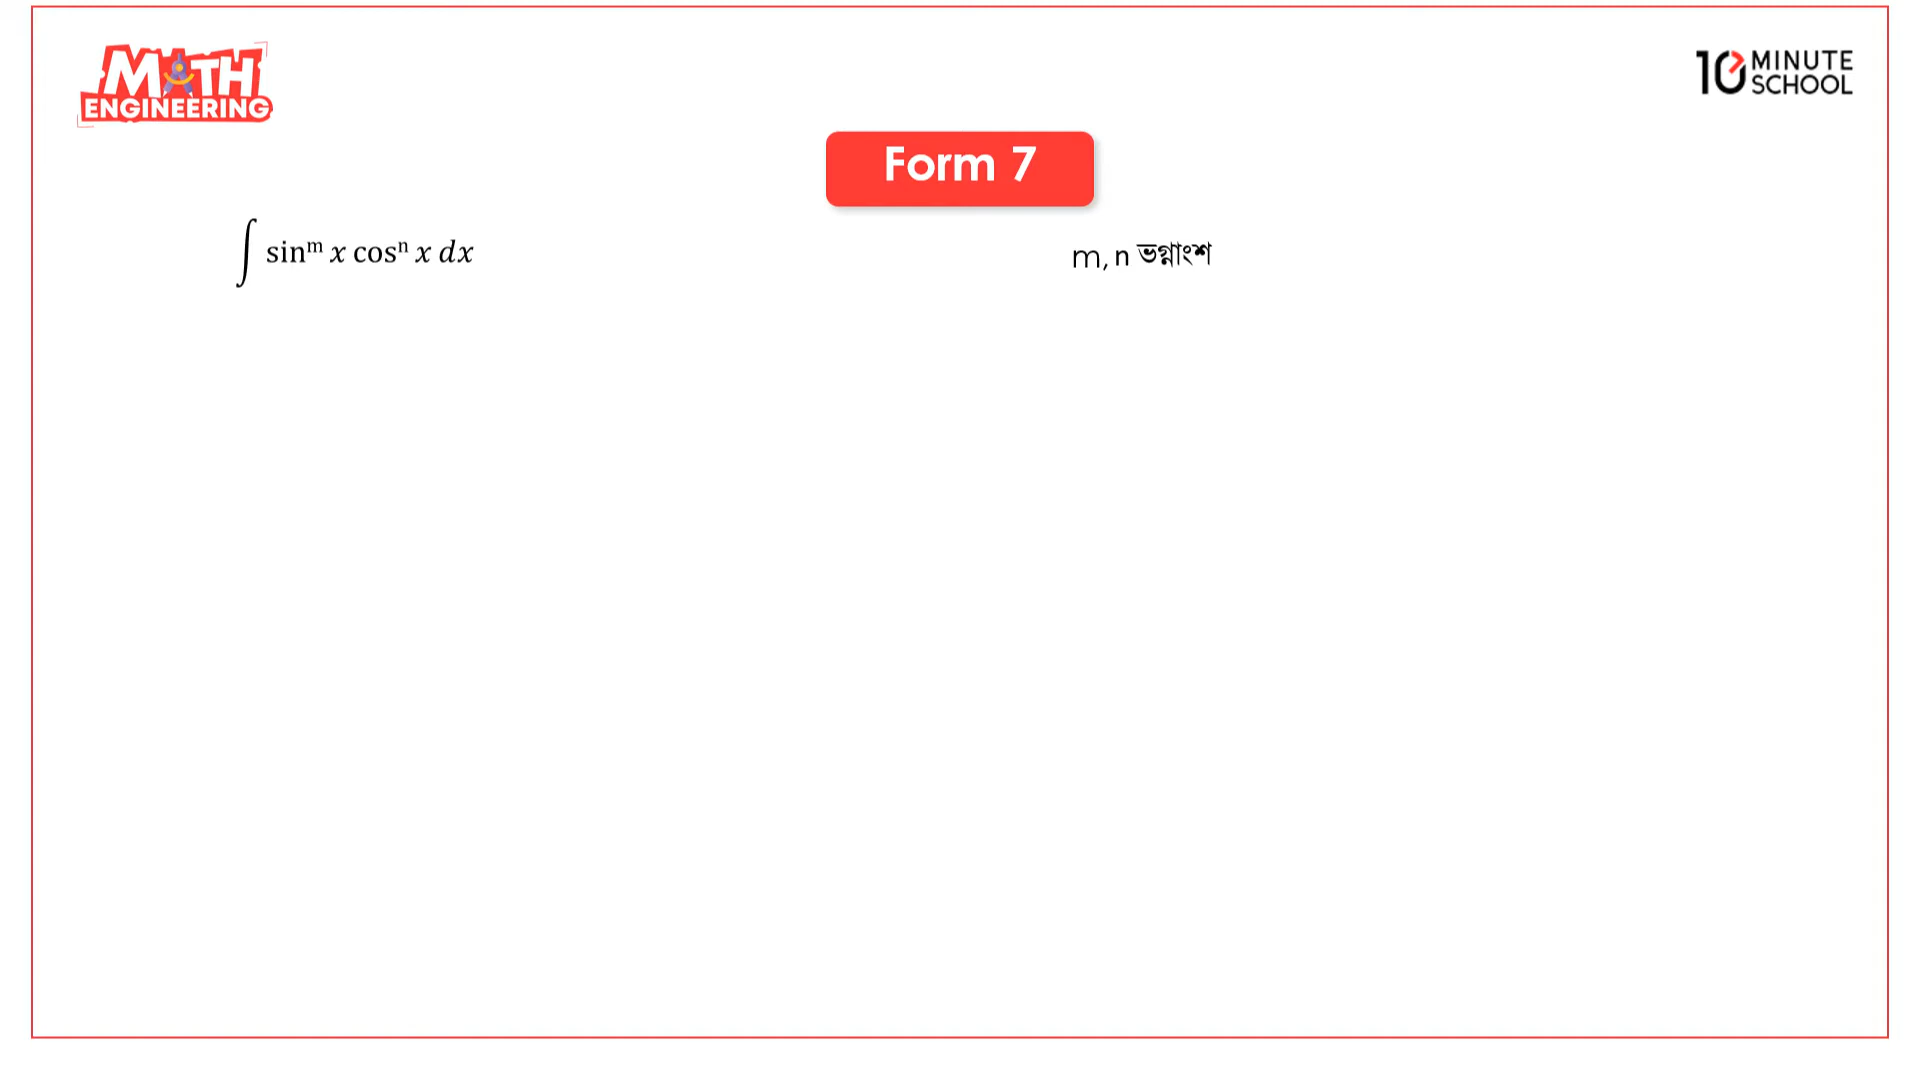 MATH
ENGINEERING
10 MINUTE
SCHOOL
Form 7
∫ sinᵐ x cosⁿ x dx
m, n ভগ্নাংশ